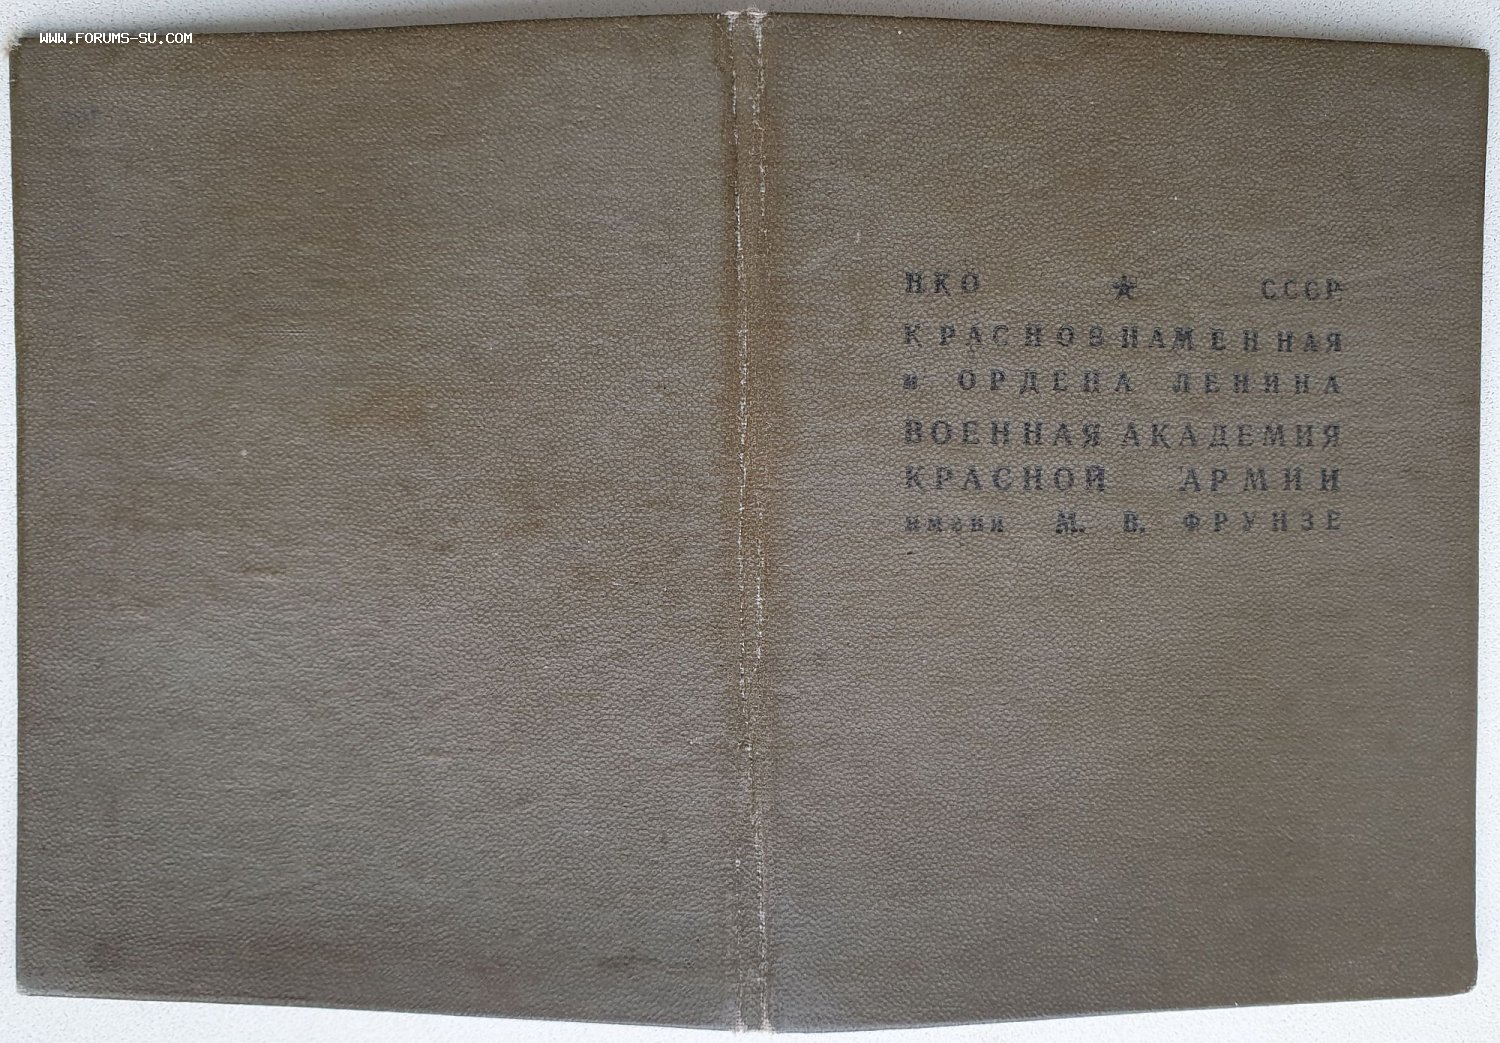 WWW.FORUMS-SU.COM
НКО ★ СССР
КРАСНОЗНАМЕННАЯ
и ОРДЕНА ЛЕНИНА
ВОЕННАЯ АКАДЕМИЯ
КРАСНОЙ АРМИИ
имени М. В. ФРУНЗЕ